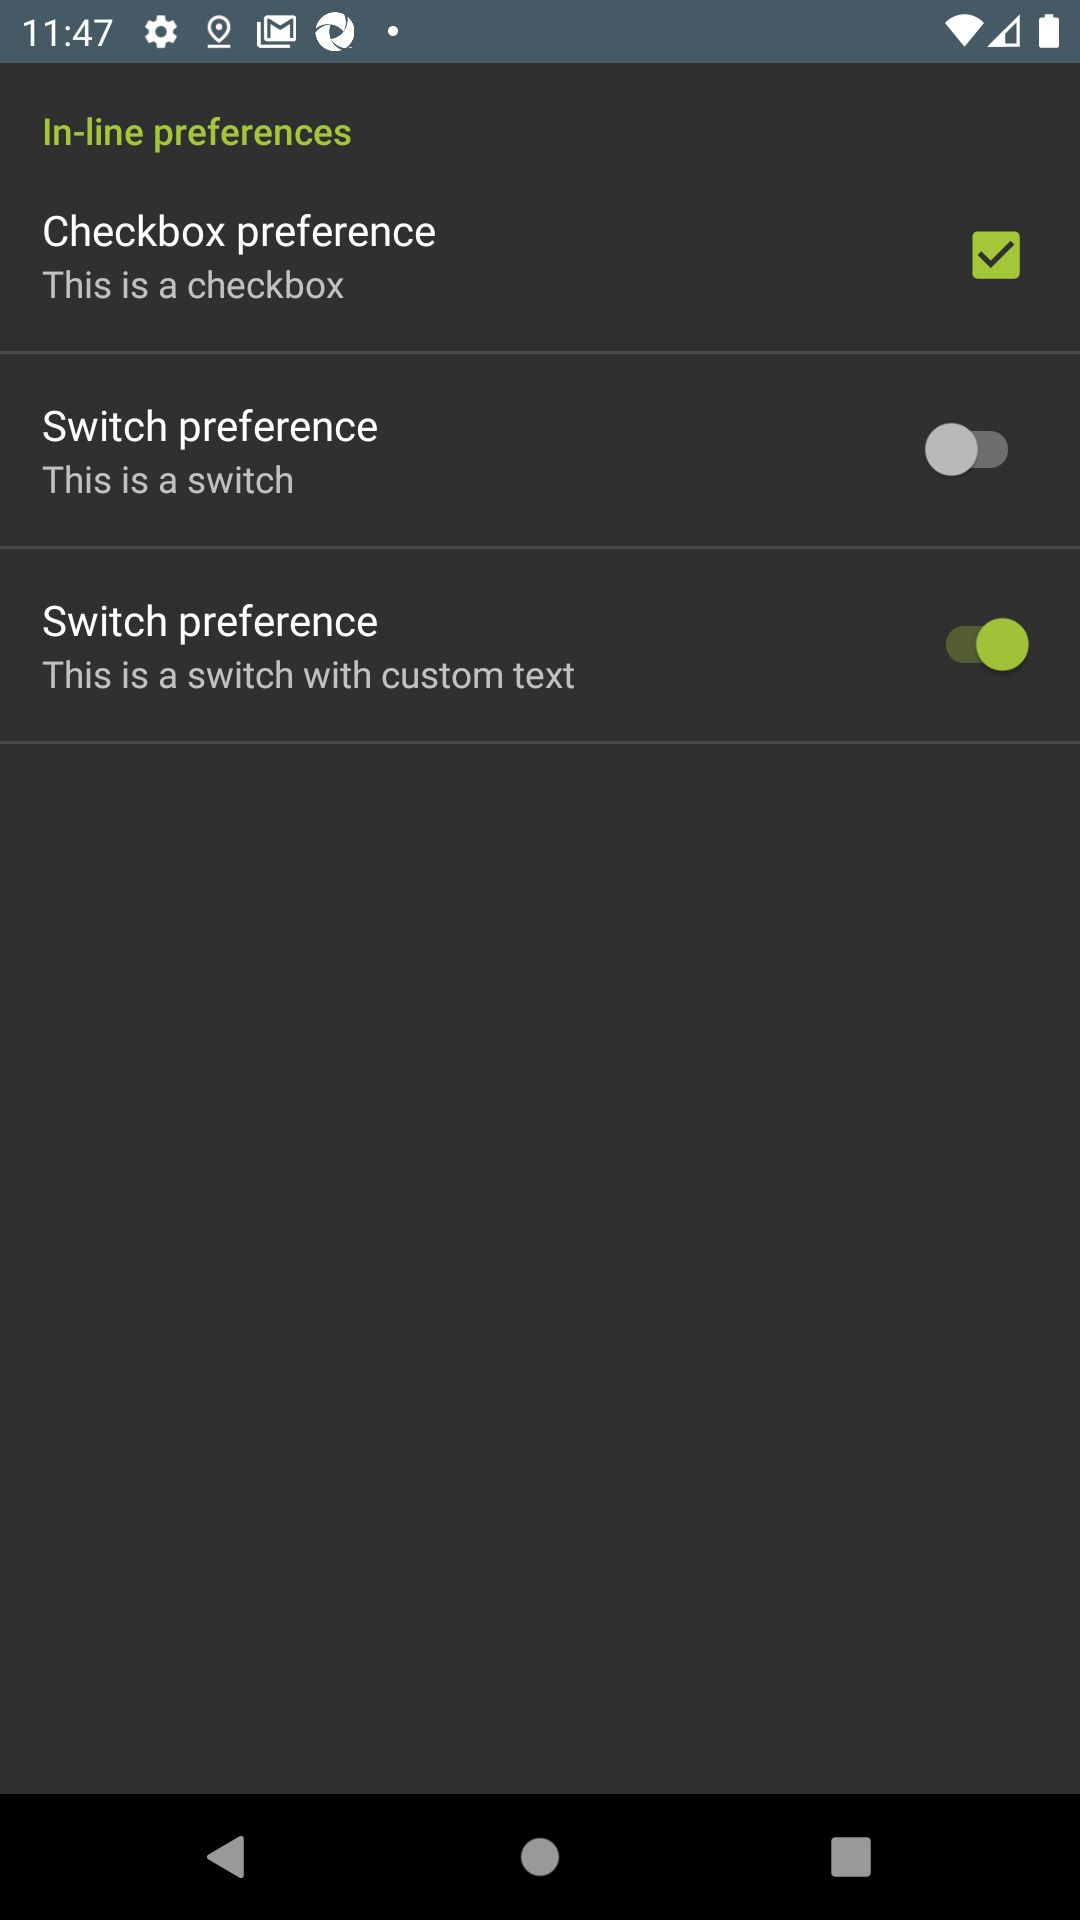 11:47
In-line preferences
Checkbox preference
This is a checkbox
Switch preference
This is a switch
Switch preference
This is a switch with custom text